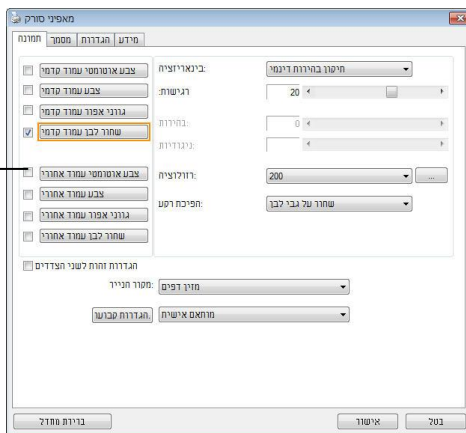 מאפיני סורק
תמונה מסמך הגדרות מידע
צבע אוטומטי עמוד קדמי
צבע עמוד קדמי
גווני אפור עמוד קדמי
שחור לבן עמוד קדמי
צבע אוטומטי עמוד אחורי
צבע עמוד אחורי
גווני אפור עמוד אחורי
שחור לבן עמוד אחורי
בינאריזציה: תיקון בהירות דינמי
רגישות: 20
בהירות: 0
ניגודיות:
רזולוציה: 200 ...
הפיכת רקע: שחור על גבי לבן
הגדרות זהות לשני הצדדים
מקור הנייר: מזין דפים
הגדרות קבועו. מותאם אישית
ברירת מחדל אישור בטל